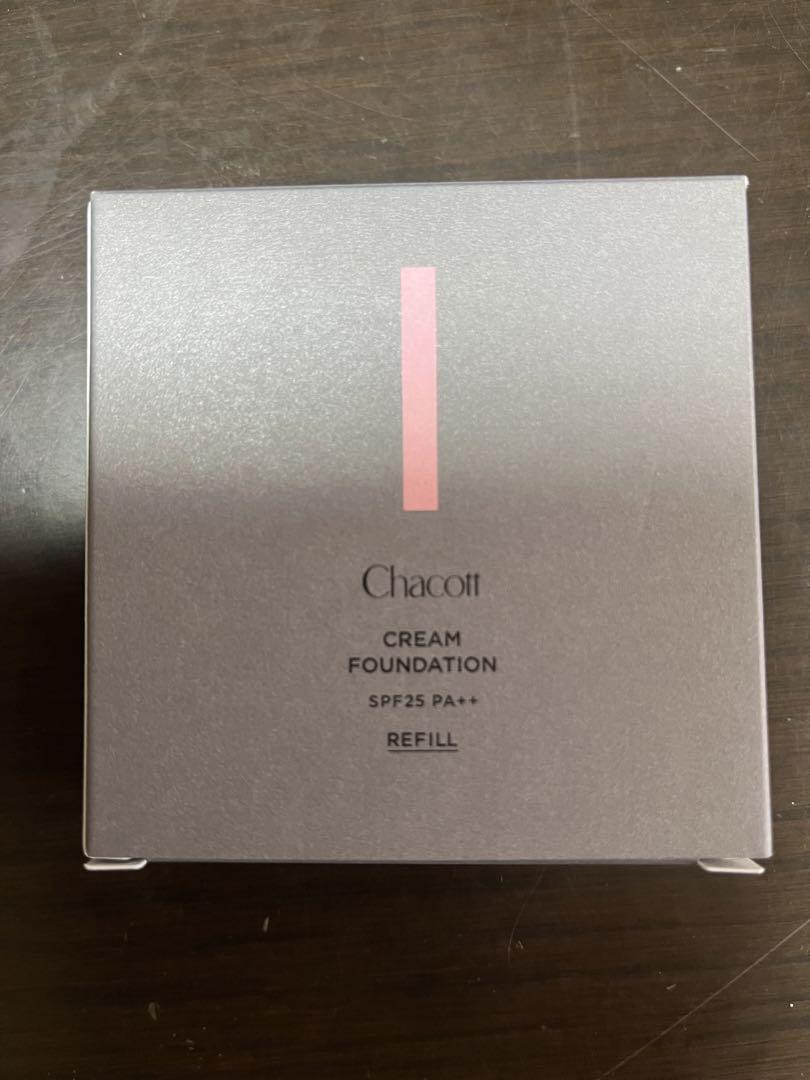 Chacott
CREAM
FOUNDATION
SPF25 PA++
REFILL